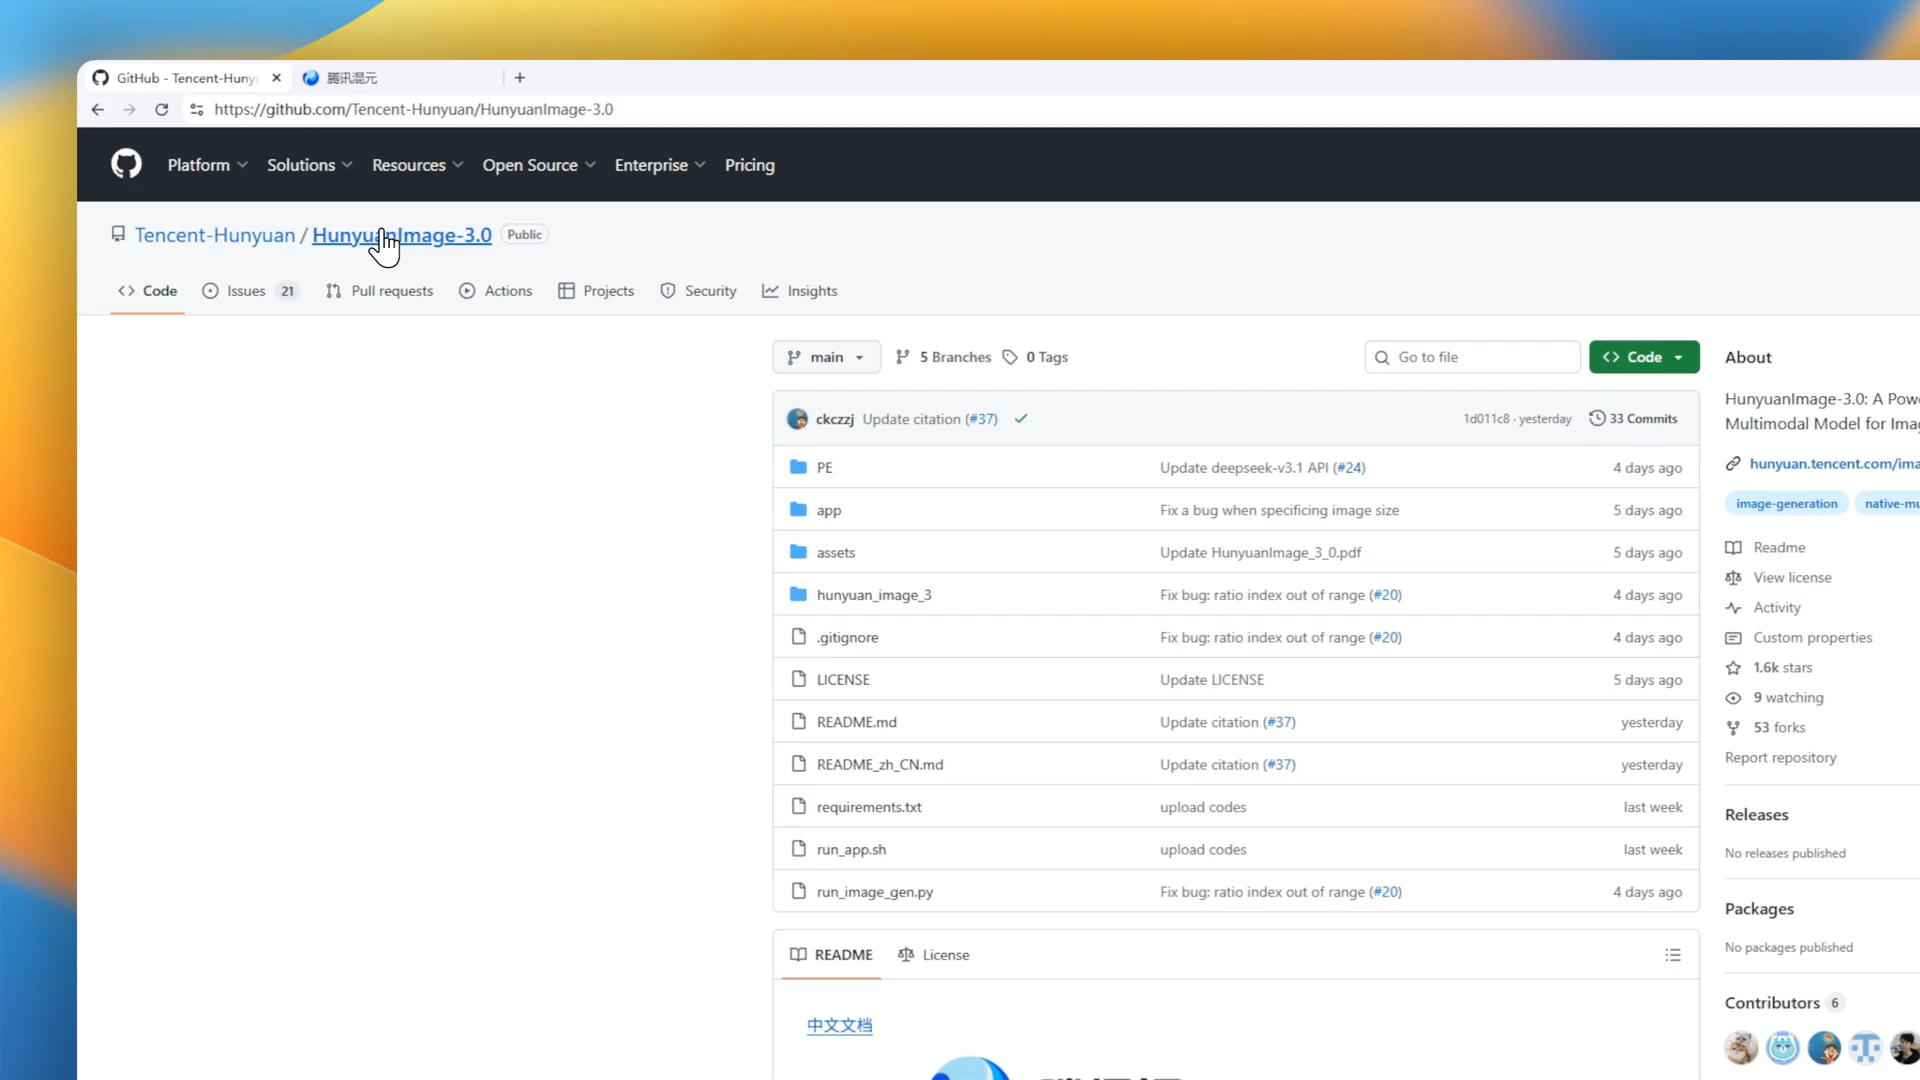 GitHub - Tencent-Huny
腾讯混元
https://github.com/Tencent-Hunyuan/HunyuanImage-3.0
Platform Solutions Resources Open Source Enterprise Pricing
Tencent-Hunyuan / HunyuanImage-3.0 Public
Code Issues 21 Pull requests Actions Projects Security Insights
main 5 Branches 0 Tags Go to file Code
ckczzj Update citation (#37) 1d011c8 · yesterday 33 Commits
PE Update deepseek-v3.1 API (#24) 4 days ago
app Fix a bug when specificing image size 5 days ago
assets Update HunyuanImage_3_0.pdf 5 days ago
hunyuan_image_3 Fix bug: ratio index out of range (#20) 4 days ago
.gitignore Fix bug: ratio index out of range (#20) 4 days ago
LICENSE Update LICENSE 5 days ago
README.md Update citation (#37) yesterday
README_zh_CN.md Update citation (#37) yesterday
requirements.txt upload codes last week
run_app.sh upload codes last week
run_image_gen.py Fix bug: ratio index out of range (#20) 4 days ago
README License
中文文档
About
HunyuanImage-3.0: A Pow
Multimodal Model for Imag
hunyuan.tencent.com/ima
image-generation native-mu
Readme
View license
Activity
Custom properties
1.6k stars
9 watching
53 forks
Report repository
Releases
No releases published
Packages
No packages published
Contributors 6